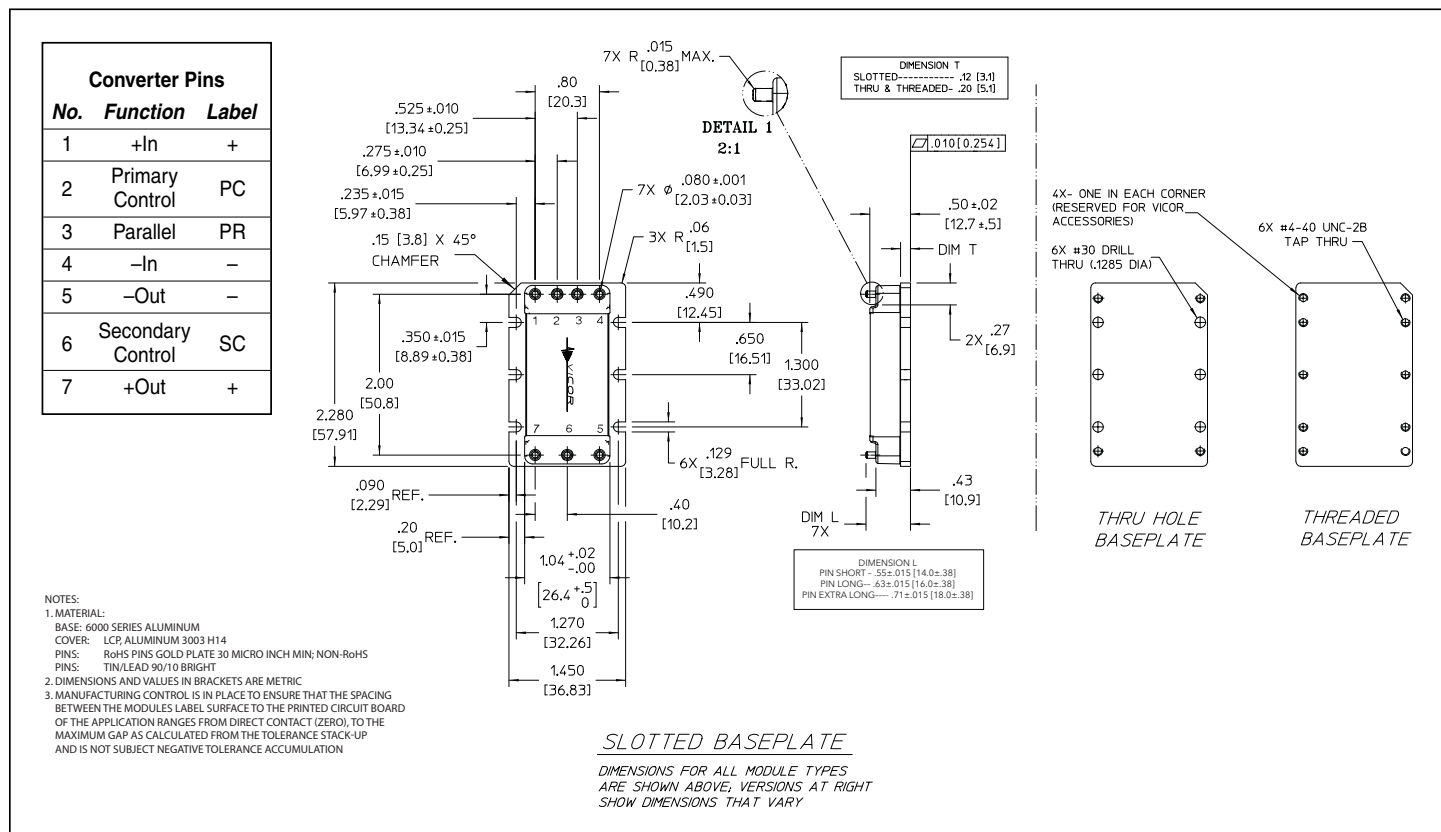 Converter Pins
No. Function Label
1 +In +
2 Primary Control PC
3 Parallel PR
4 –In –
5 –Out –
6 Secondary Control SC
7 +Out +
7X R .015 [0.38] MAX.
DETAIL 1
2:1
DIMENSION T
SLOTTED----------- .12 [3.1]
THRU & THREADED- .20 [5.1]
.80
[20.3]
.525±.010
[13.34±0.25]
.275±.010
[6.99±0.25]
.235±.015
[5.97±0.38]
.15 [3.8] X 45°
CHAMFER
7X ø .080±.001
[2.03±0.03]
3X R .06
[1.5]
.490
[12.45]
.350±.015
[8.89±0.38]
.650
[16.51]
1.300
[33.02]
2.00
[50.8]
2.280
[57.91]
1 2 3 4
VICOR
7 6 5
6X .129 FULL R.
[3.28]
.090 REF.
[2.29]
.20 REF.
[5.0]
.40
[10.2]
1.04 +.02 -.00
[26.4 +.5 0]
1.270
[32.26]
1.450
[36.83]
.010[0.254]
.50±.02
[12.7±.5]
DIM T
2X .27
[6.9]
.43
[10.9]
DIM L
7X
DIMENSION L
PIN SHORT - .55±.015 [14.0±.38]
PIN LONG-- .63±.015 [16.0±.38]
PIN EXTRA LONG---- .71±.015 [18.0±.38]
4X- ONE IN EACH CORNER
(RESERVED FOR VICOR
ACCESSORIES)
6X #30 DRILL
THRU (.1285 DIA)
6X #4-40 UNC-2B
TAP THRU
THRU HOLE
BASEPLATE
THREADED
BASEPLATE
NOTES:
1. MATERIAL:
BASE: 6000 SERIES ALUMINUM
COVER: LCP, ALUMINUM 3003 H14
PINS: RoHS PINS GOLD PLATE 30 MICRO INCH MIN; NON-RoHS
PINS: TIN/LEAD 90/10 BRIGHT
2. DIMENSIONS AND VALUES IN BRACKETS ARE METRIC
3. MANUFACTURING CONTROL IS IN PLACE TO ENSURE THAT THE SPACING
BETWEEN THE MODULES LABEL SURFACE TO THE PRINTED CIRCUIT BOARD
OF THE APPLICATION RANGES FROM DIRECT CONTACT (ZERO), TO THE
MAXIMUM GAP AS CALCULATED FROM THE TOLERANCE STACK-UP
AND IS NOT SUBJECT NEGATIVE TOLERANCE ACCUMULATION
SLOTTED BASEPLATE
DIMENSIONS FOR ALL MODULE TYPES
ARE SHOWN ABOVE; VERSIONS AT RIGHT
SHOW DIMENSIONS THAT VARY